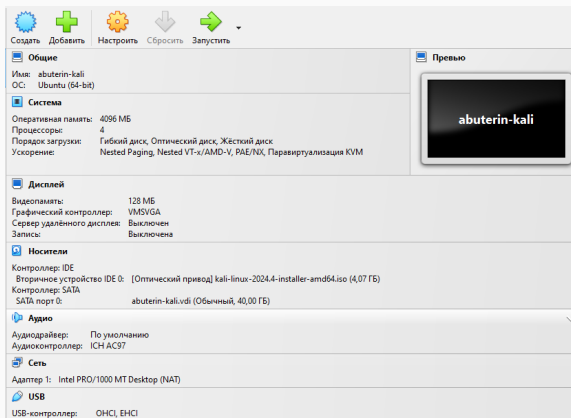 Создать Добавить Настроить Сбросить Запустить
Общие
Имя: abuterin-kali
ОС: Ubuntu (64-bit)
Превью
abuterin-kali
Система
Оперативная память: 4096 МБ
Процессоры: 4
Порядок загрузки: Гибкий диск, Оптический диск, Жёсткий диск
Ускорение: Nested Paging, Nested VT-x/AMD-V, PAE/NX, Паравиртуализация KVM
Дисплей
Видеопамять: 128 МБ
Графический контроллер: VMSVGA
Сервер удалённого дисплея: Выключен
Запись: Выключена
Носители
Контроллер: IDE
Вторичное устройство IDE 0: [Оптический привод] kali-linux-2024.4-installer-amd64.iso (4,07 ГБ)
Контроллер: SATA
SATA порт 0: abuterin-kali.vdi (Обычный, 40,00 ГБ)
Аудио
Аудиодрайвер: По умолчанию
Аудиоконтроллер: ICH AC97
Сеть
Адаптер 1: Intel PRO/1000 MT Desktop (NAT)
USB
USB-контроллер: OHCI, EHCI